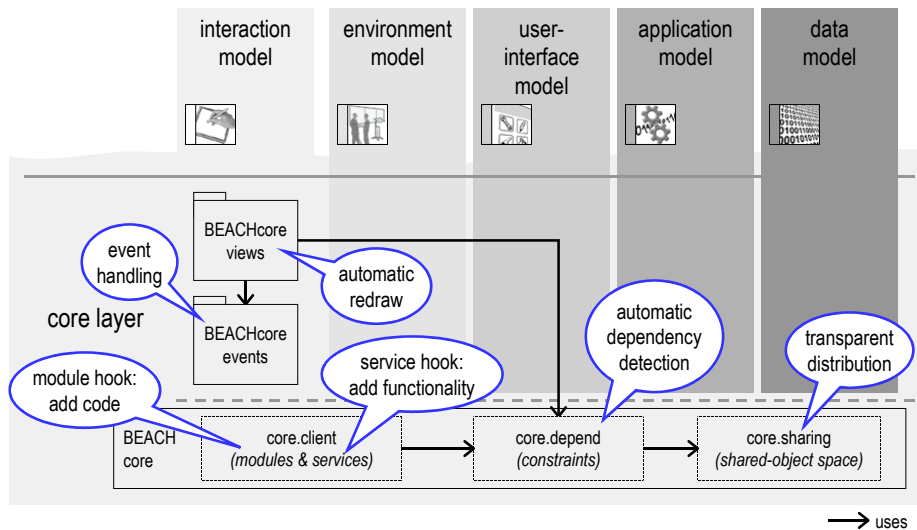 interaction
model
environment
model
user-
interface
model
application
model
data
model
BEACHcore
views
event
handling
automatic
redraw
BEACHcore
events
core layer
automatic
dependency
detection
transparent
distribution
module hook:
add code
service hook:
add functionality
BEACH
core
core.client
(modules & services)
core.depend
(constraints)
core.sharing
(shared-object space)
uses